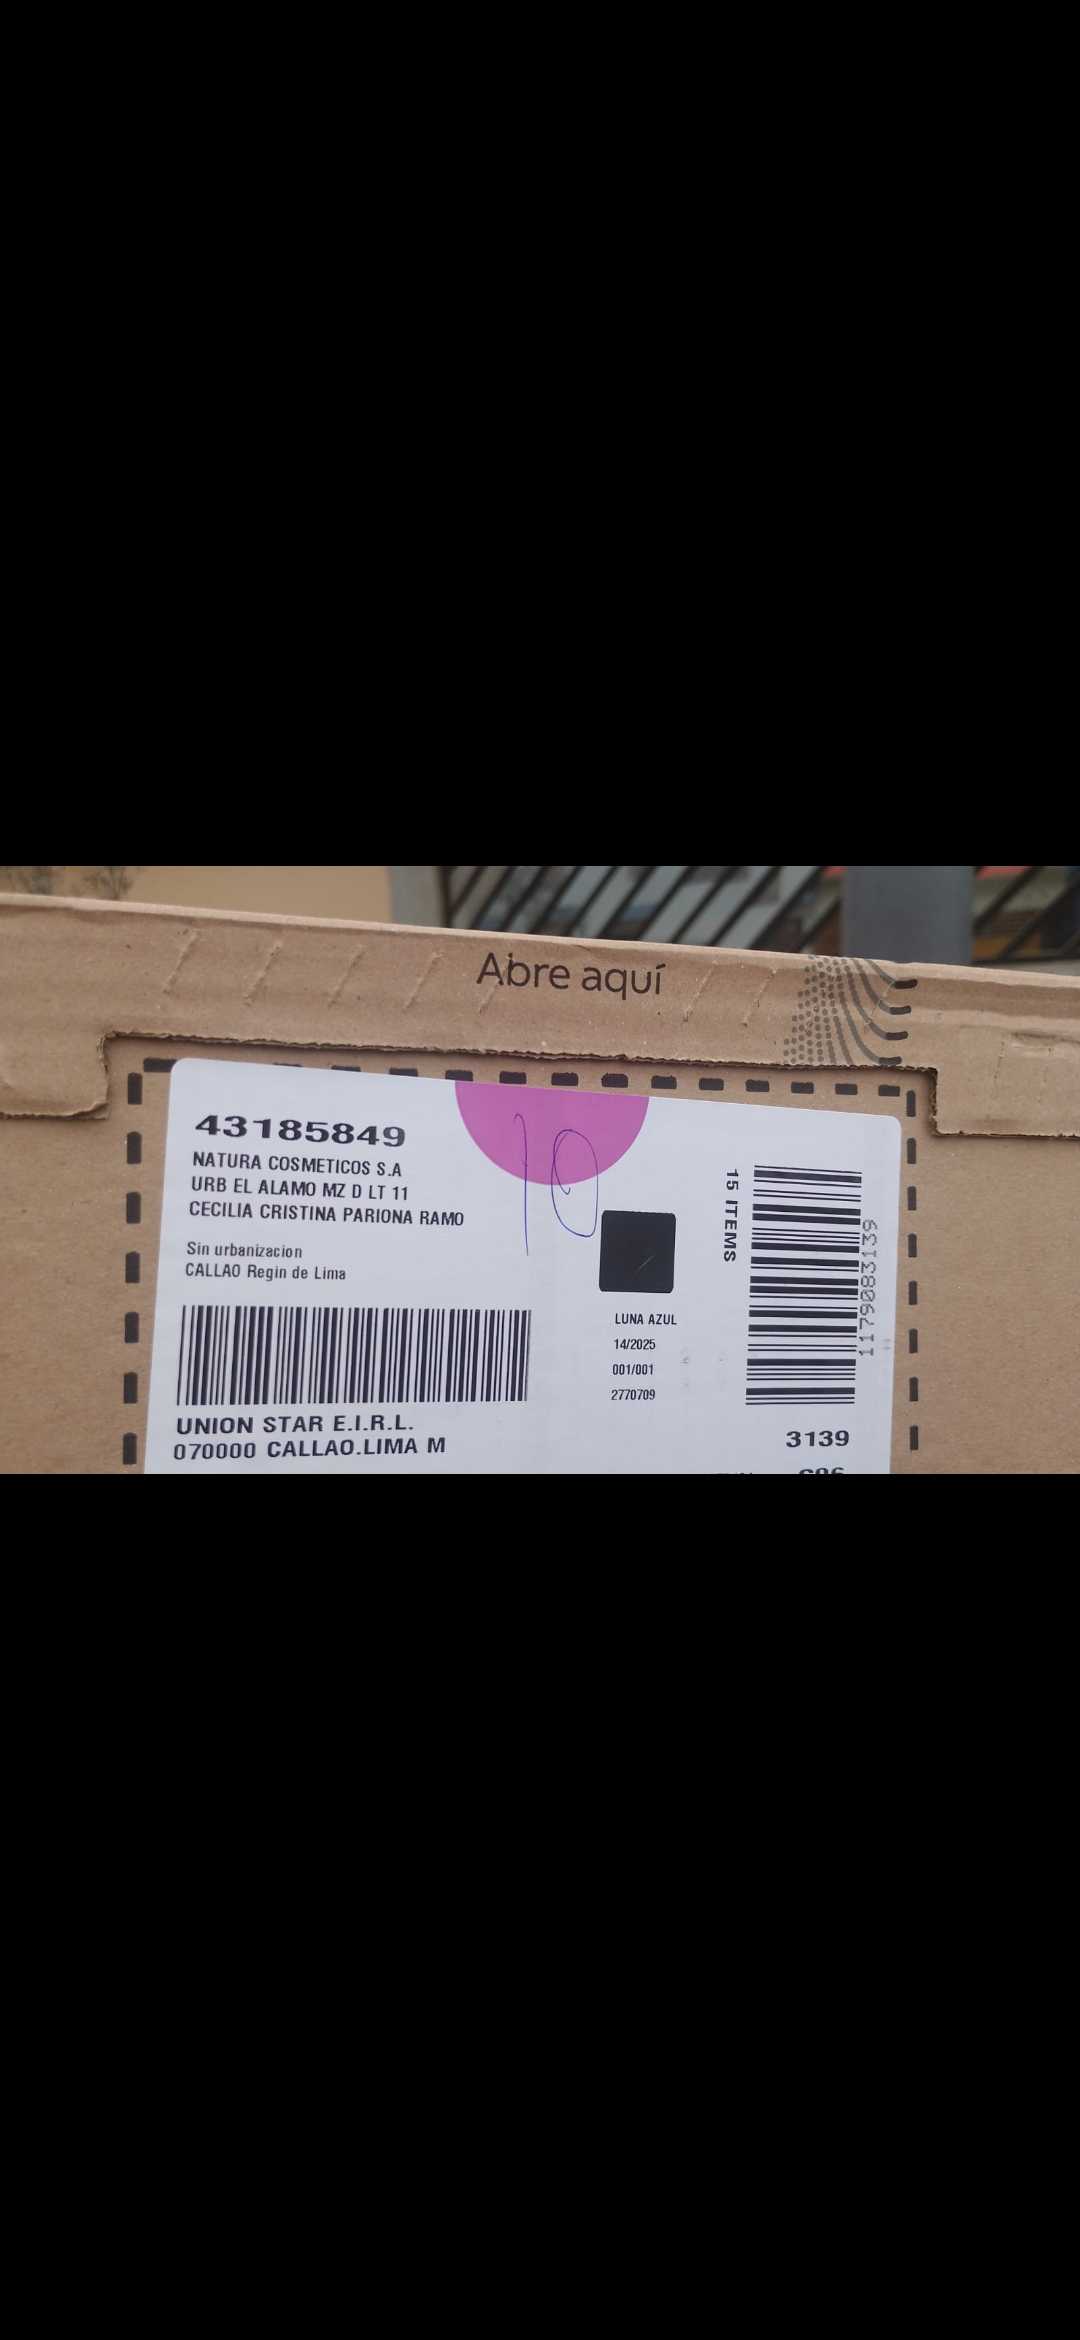 Abre aquí
43185849
NATURA COSMETICOS S.A
URB EL ALAMO MZ D LT 11
CECILIA CRISTINA PARIONA RAMO
Sin urbanizacion
CALLAO Regin de Lima
UNION STAR E.I.R.L.
070000 CALLAO.LIMA M
10
LUNA AZUL
14/2025
001/001
2770709
15 ITEMS
1179083139
3139